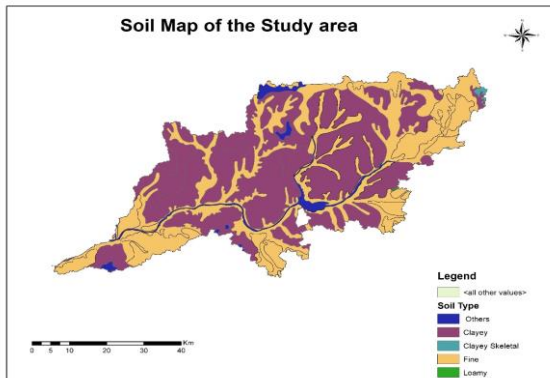 Soil Map of the Study area
Legend
<all other values>
Soil Type
Others
Clayey
Clayey Skeletal
Fine
Loamy
Km
0 5 10 20 30 40